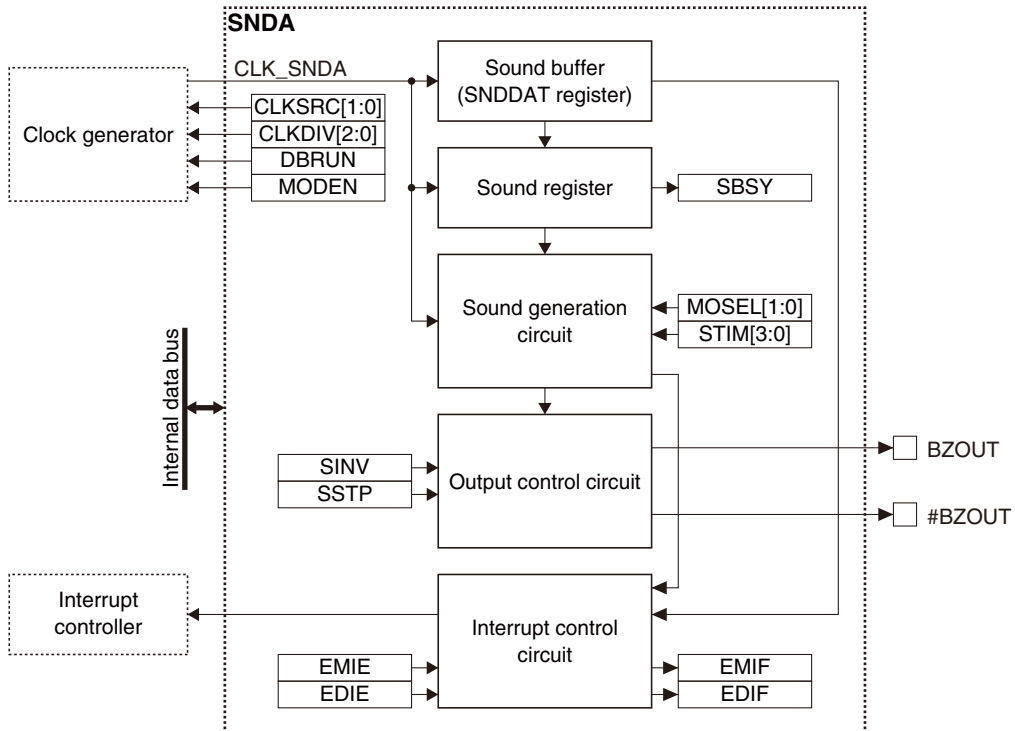 SNDA
CLK_SNDA
Sound buffer
(SNDDAT register)
Clock generator
CLKSRC[1:0]
CLKDIV[2:0]
DBRUN
MODEN
Sound register
SBSY
Sound generation
circuit
MOSEL[1:0]
STIM[3:0]
Internal data bus
SINV
SSTP
Output control circuit
BZOUT
#BZOUT
Interrupt
controller
Interrupt control
circuit
EMIE
EDIE
EMIF
EDIF